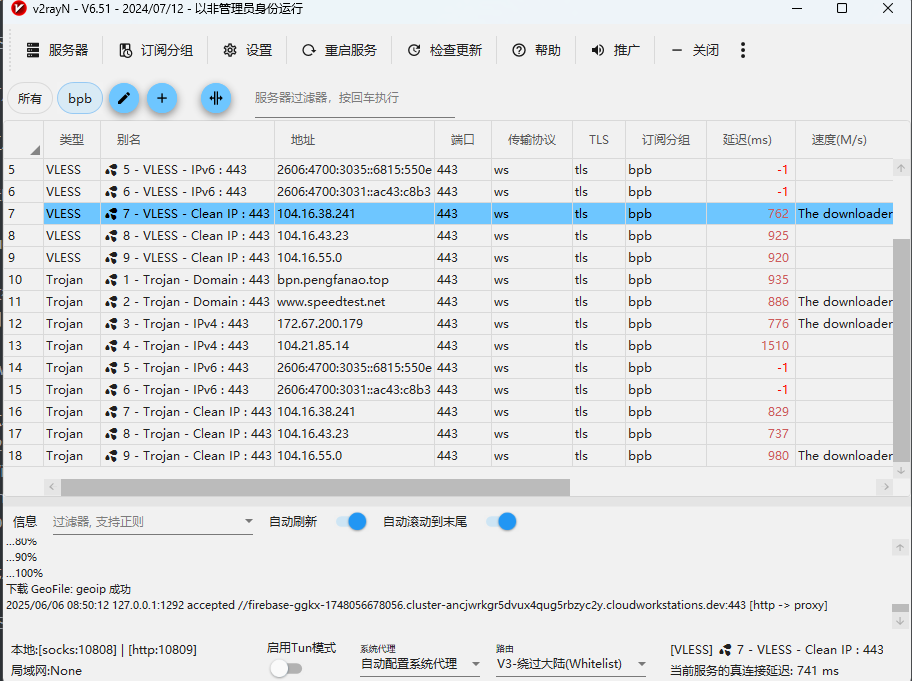 v2rayN - V6.51 - 2024/07/12 - 以非管理员身份运行
服务器 订阅分组 设置 重启服务 检查更新 帮助 推广 关闭
所有 bpb 服务器过滤器，按回车执行
类型 别名 地址 端口 传输协议 TLS 订阅分组 延迟(ms) 速度(M/s)
5 VLESS 5 - VLESS - IPv6 : 443 2606:4700:3035::6815:550e 443 ws tls bpb -1
6 VLESS 6 - VLESS - IPv6 : 443 2606:4700:3031::ac43:c8b3 443 ws tls bpb -1
7 VLESS 7 - VLESS - Clean IP : 443 104.16.38.241 443 ws tls bpb 762 The downloader
8 VLESS 8 - VLESS - Clean IP : 443 104.16.43.23 443 ws tls bpb 925
9 VLESS 9 - VLESS - Clean IP : 443 104.16.55.0 443 ws tls bpb 920
10 Trojan 1 - Trojan - Domain : 443 bpn.pengfanao.top 443 ws tls bpb 935
11 Trojan 2 - Trojan - Domain : 443 www.speedtest.net 443 ws tls bpb 886 The downloader
12 Trojan 3 - Trojan - IPv4 : 443 172.67.200.179 443 ws tls bpb 776 The downloader
13 Trojan 4 - Trojan - IPv4 : 443 104.21.85.14 443 ws tls bpb 1510
14 Trojan 5 - Trojan - IPv6 : 443 2606:4700:3035::6815:550e 443 ws tls bpb -1
15 Trojan 6 - Trojan - IPv6 : 443 2606:4700:3031::ac43:c8b3 443 ws tls bpb -1
16 Trojan 7 - Trojan - Clean IP : 443 104.16.38.241 443 ws tls bpb 829
17 Trojan 8 - Trojan - Clean IP : 443 104.16.43.23 443 ws tls bpb 737
18 Trojan 9 - Trojan - Clean IP : 443 104.16.55.0 443 ws tls bpb 980 The downloader
信息 过滤器, 支持正则 自动刷新 自动滚动到末尾
...80%
...90%
...100%
下载 GeoFile: geoip 成功
2025/06/06 08:50:12 127.0.0.1:1292 accepted //firebase-ggkx-1748056678056.cluster-ancjwrkgr5dvux4qug5rbzyc2y.cloudworkstations.dev:443 [http -> proxy]
本地:[socks:10808] | [http:10809] 启用Tun模式 系统代理 路由 [VLESS] 7 - VLESS - Clean IP : 443
局域网:None 自动配置系统代理 V3-绕过大陆(Whitelist) 当前服务的真连接延迟: 741 ms